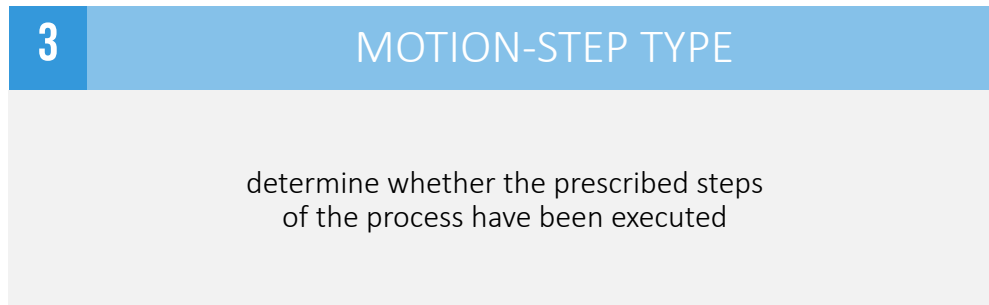 3
MOTION-STEP TYPE
determine whether the prescribed steps
of the process have been executed